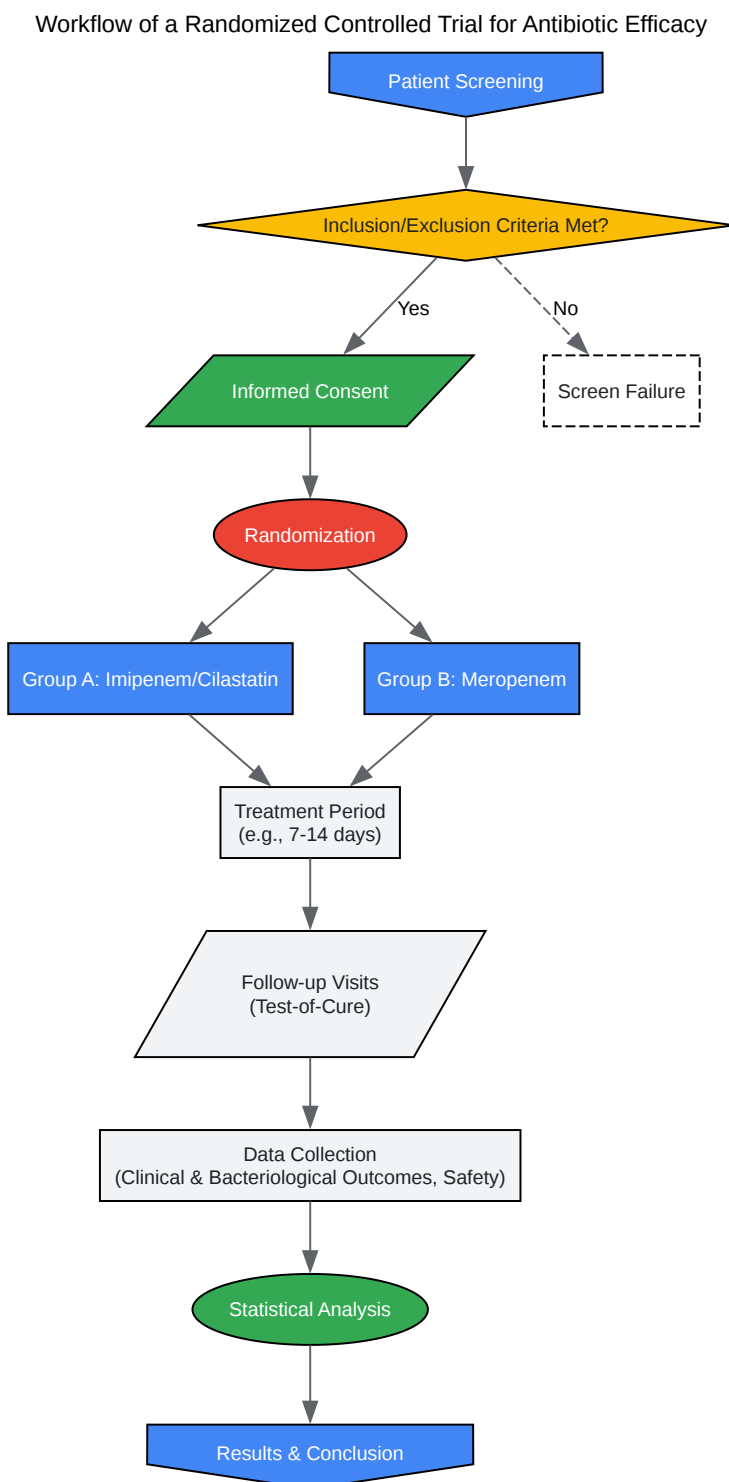 Workflow of a Randomized Controlled Trial for Antibiotic Efficacy
Patient Screening
Inclusion/Exclusion Criteria Met?
Yes
No
Informed Consent
Screen Failure
Randomization
Group A: Imipenem/Cilastatin
Group B: Meropenem
Treatment Period
(e.g., 7-14 days)
Follow-up Visits
(Test-of-Cure)
Data Collection
(Clinical & Bacteriological Outcomes, Safety)
Statistical Analysis
Results & Conclusion